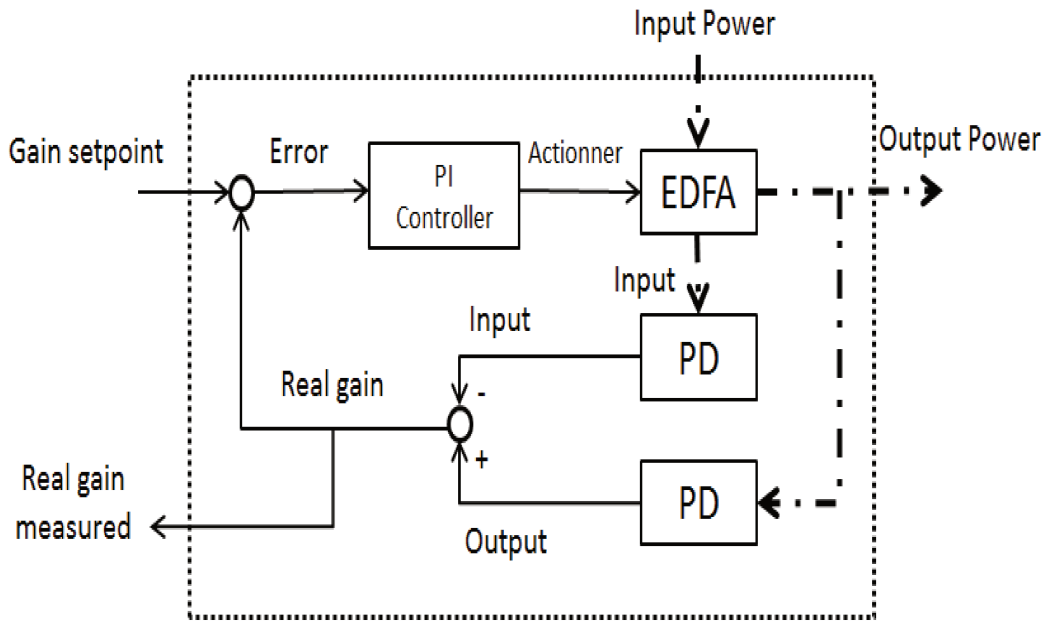 Input Power
Gain setpoint
Error
PI
Controller
Actionner
EDFA
Output Power
Input
PD
Input
-
Real gain
+
PD
Output
Real gain
measured